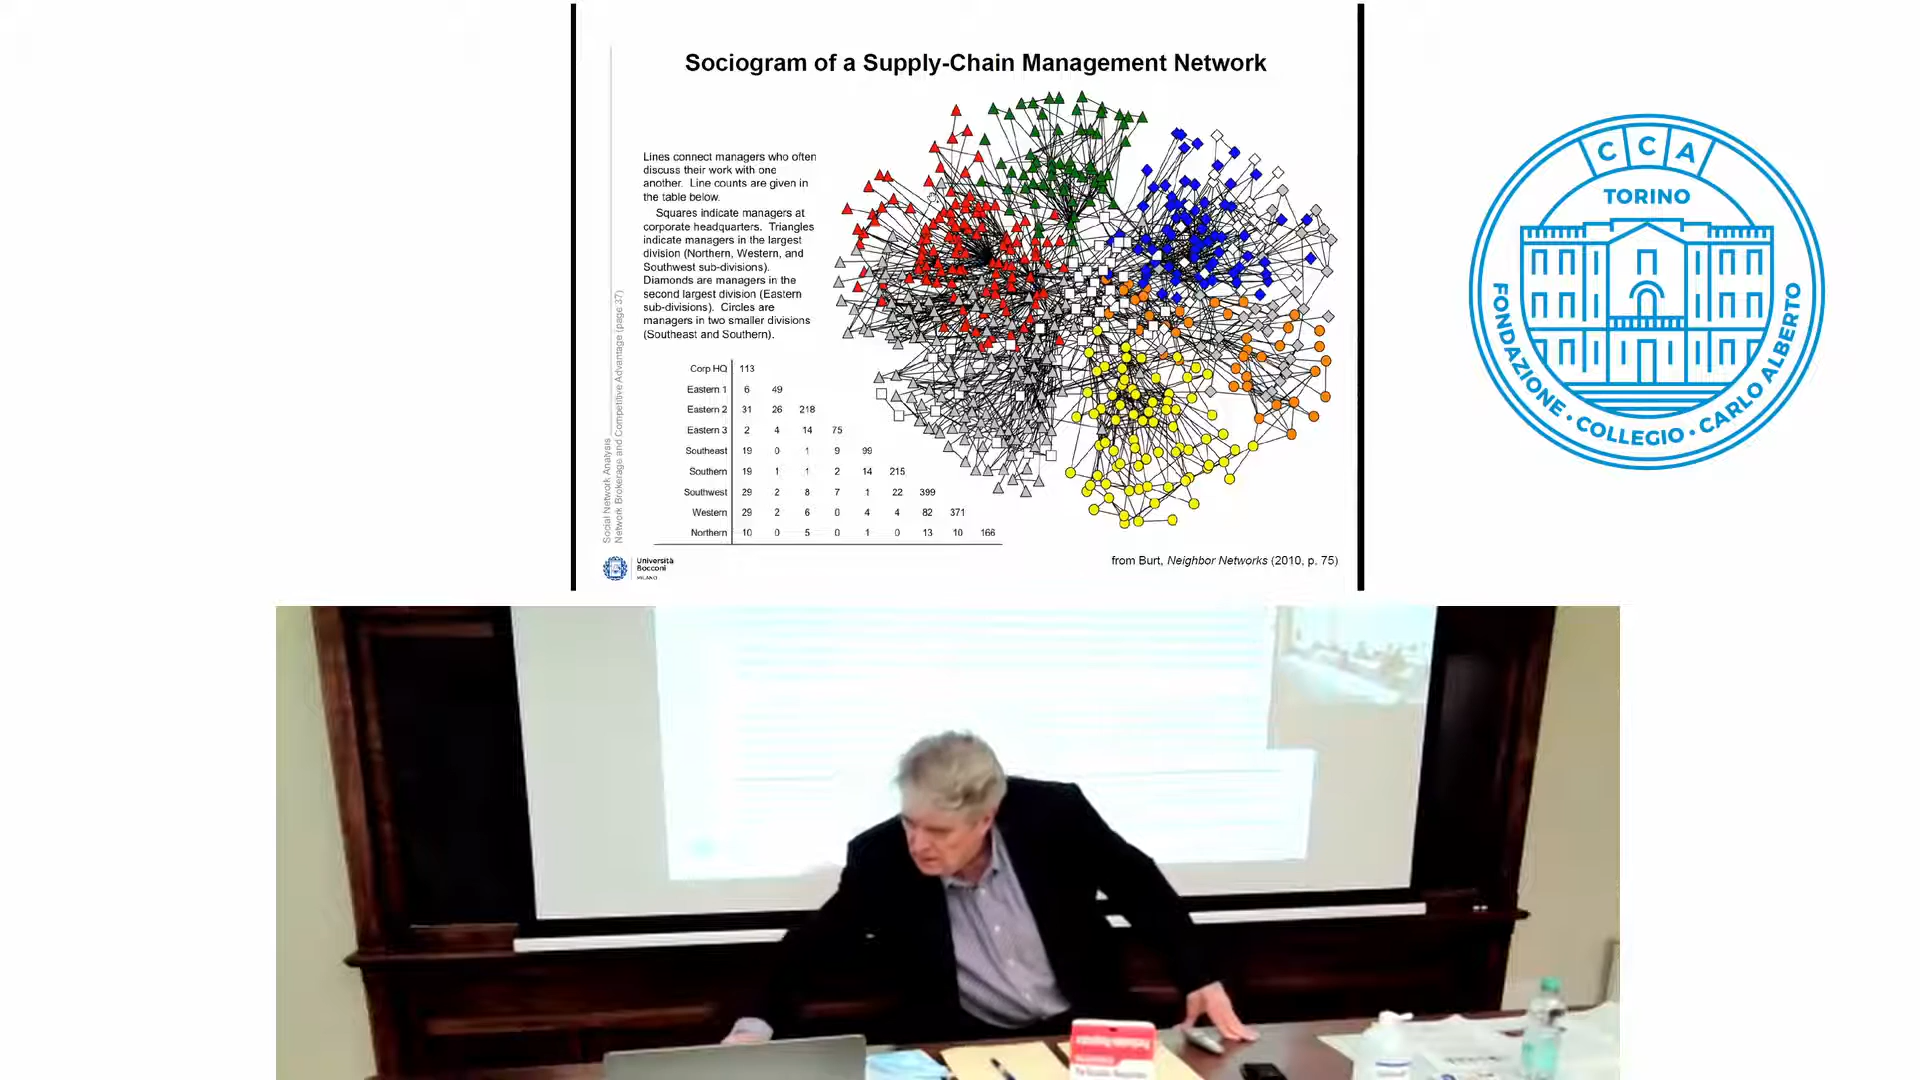 Sociogram of a Supply-Chain Management Network
Lines connect managers who often
discuss their work with one
another. Line counts are given in
the table below.
Squares indicate managers at
corporate headquarters. Triangles
indicate managers in the largest
division (Northern, Western, and
Southwest sub-divisions).
Diamonds are managers in the
second largest division (Eastern
sub-divisions). Circles are
managers in two smaller divisions
(Southeast and Southern).
Corp HQ 113
Eastern 1 6 49
Eastern 2 31 26 218
Eastern 3 2 4 14 75
Southeast 19 0 1 9 99
Southern 19 1 1 2 14 215
Southwest 29 2 8 7 1 22 399
Western 29 2 6 0 4 4 82 371
Northern 10 0 5 0 1 0 13 10 166
Social Network Analysis
Network Brokerage and Competitive Advantage (page 37)
Università
Bocconi
MILANO
from Burt, Neighbor Networks (2010, p. 75)
CCA
TORINO
FONDAZIONE • COLLEGIO • CARLO ALBERTO